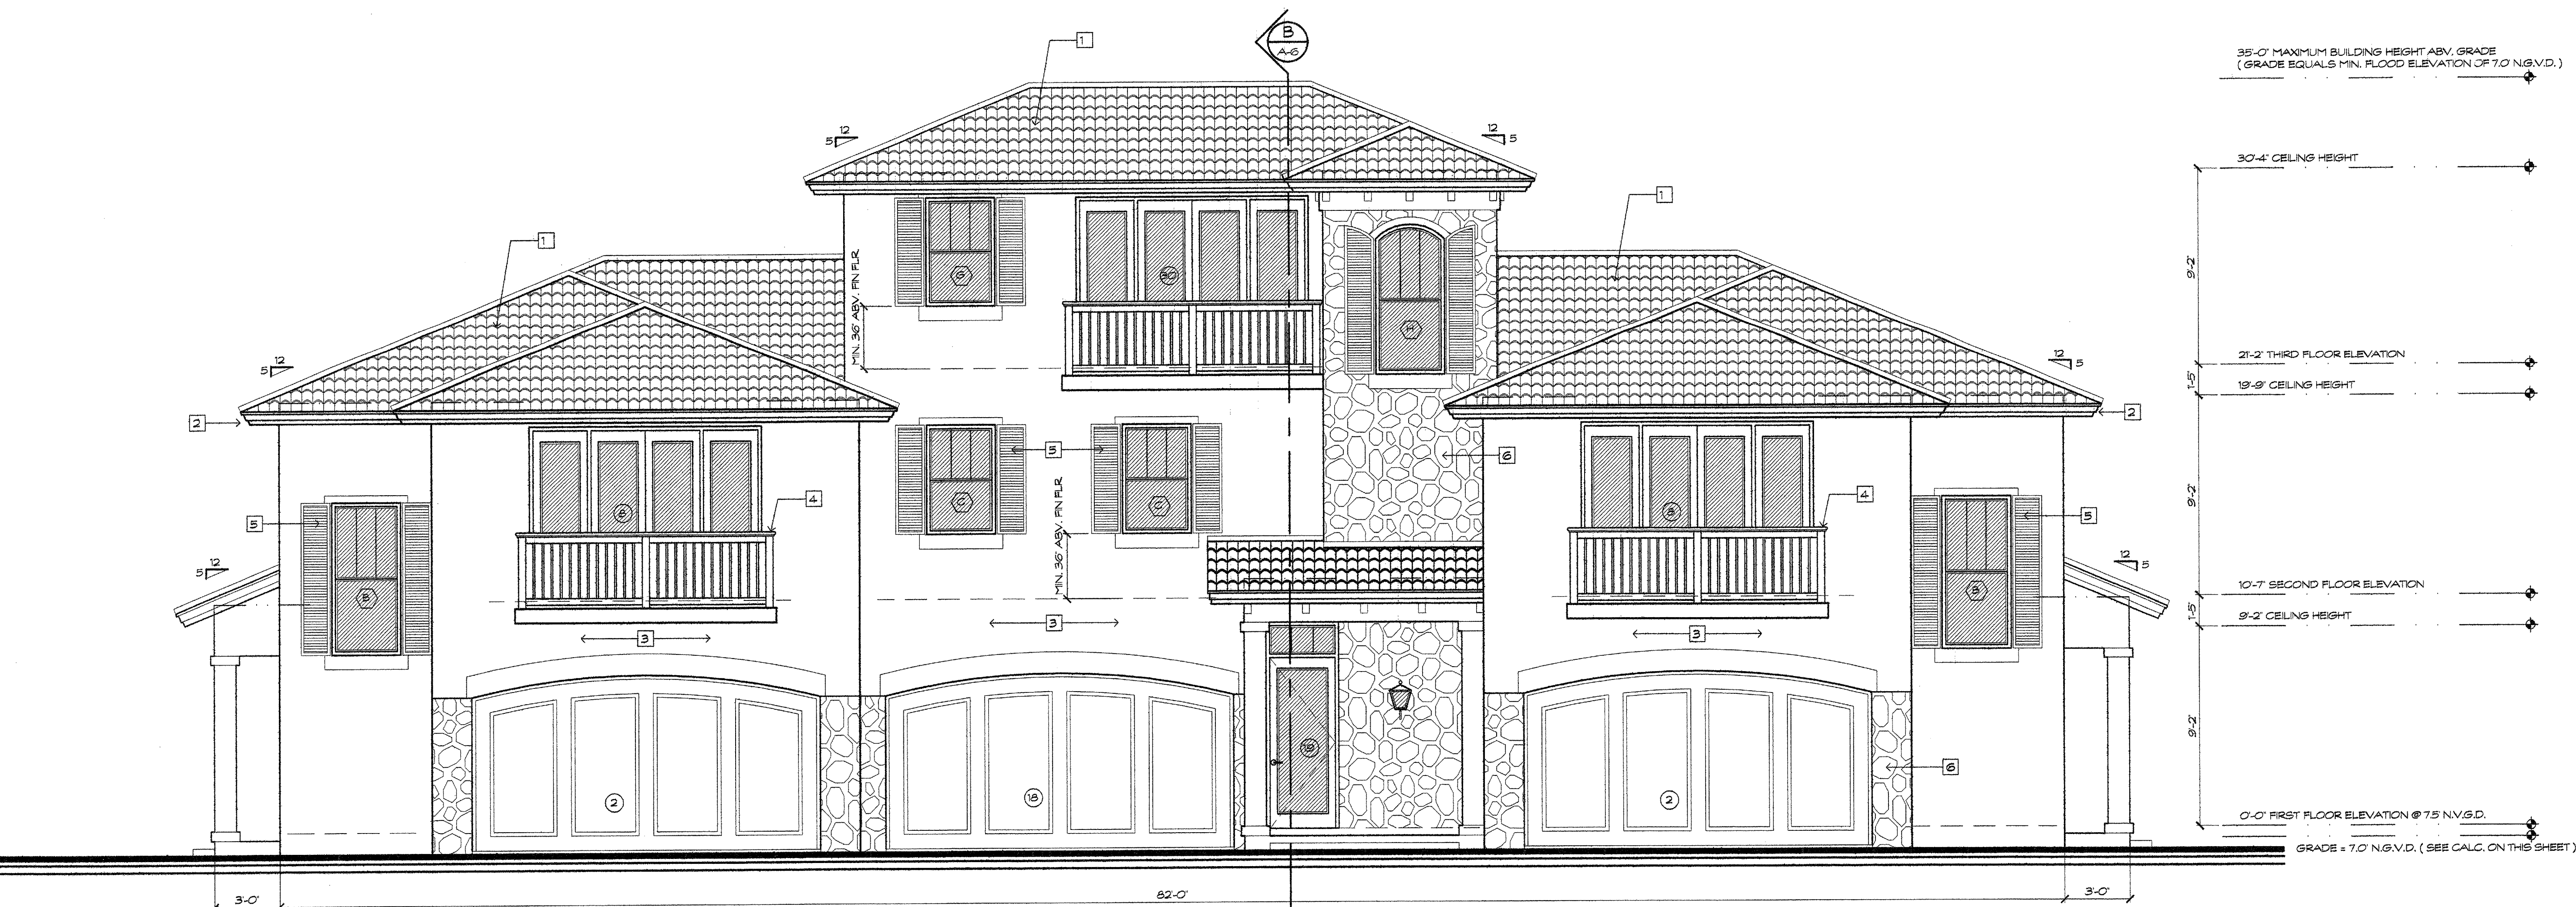 B
A-6
1
35'-0" MAXIMUM BUILDING HEIGHT ABV. GRADE
( GRADE EQUALS MIN. FLOOD ELEVATION OF 7.0' N.G.V.D. )
12
5
12
5
30'-4" CEILING HEIGHT
1
1
MIN. 36" ABV. FIN FLR
G
30
H
9'-2"
12
5
12
5
21'-2" THIRD FLOOR ELEVATION
1'-5"
19'-9" CEILING HEIGHT
2
2
5
6
4
4
5
5
8
C
C
8
MIN. 36" ABV. FIN FLR
9'-2"
12
5
12
5
B
B
10'-7" SECOND FLOOR ELEVATION
1'-5"
9'-2" CEILING HEIGHT
3
3
3
9'-2"
19
6
2
18
2
0'-0" FIRST FLOOR ELEVATION @ 7.5' N.V.G.D.
GRADE = 7.0' N.G.V.D. ( SEE CALC. ON THIS SHEET )
3'-0"
82'-0"
3'-0"